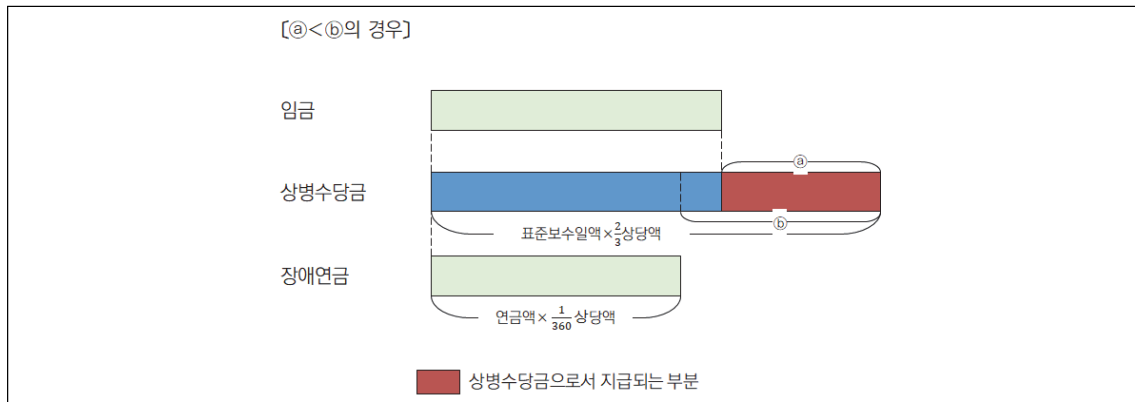 [ⓐ<ⓑ의 경우]
임금
ⓐ
상병수당금
ⓑ
표준보수일액×2/3상당액
장애연금
연금액×1/360 상당액
상병수당금으로서 지급되는 부분